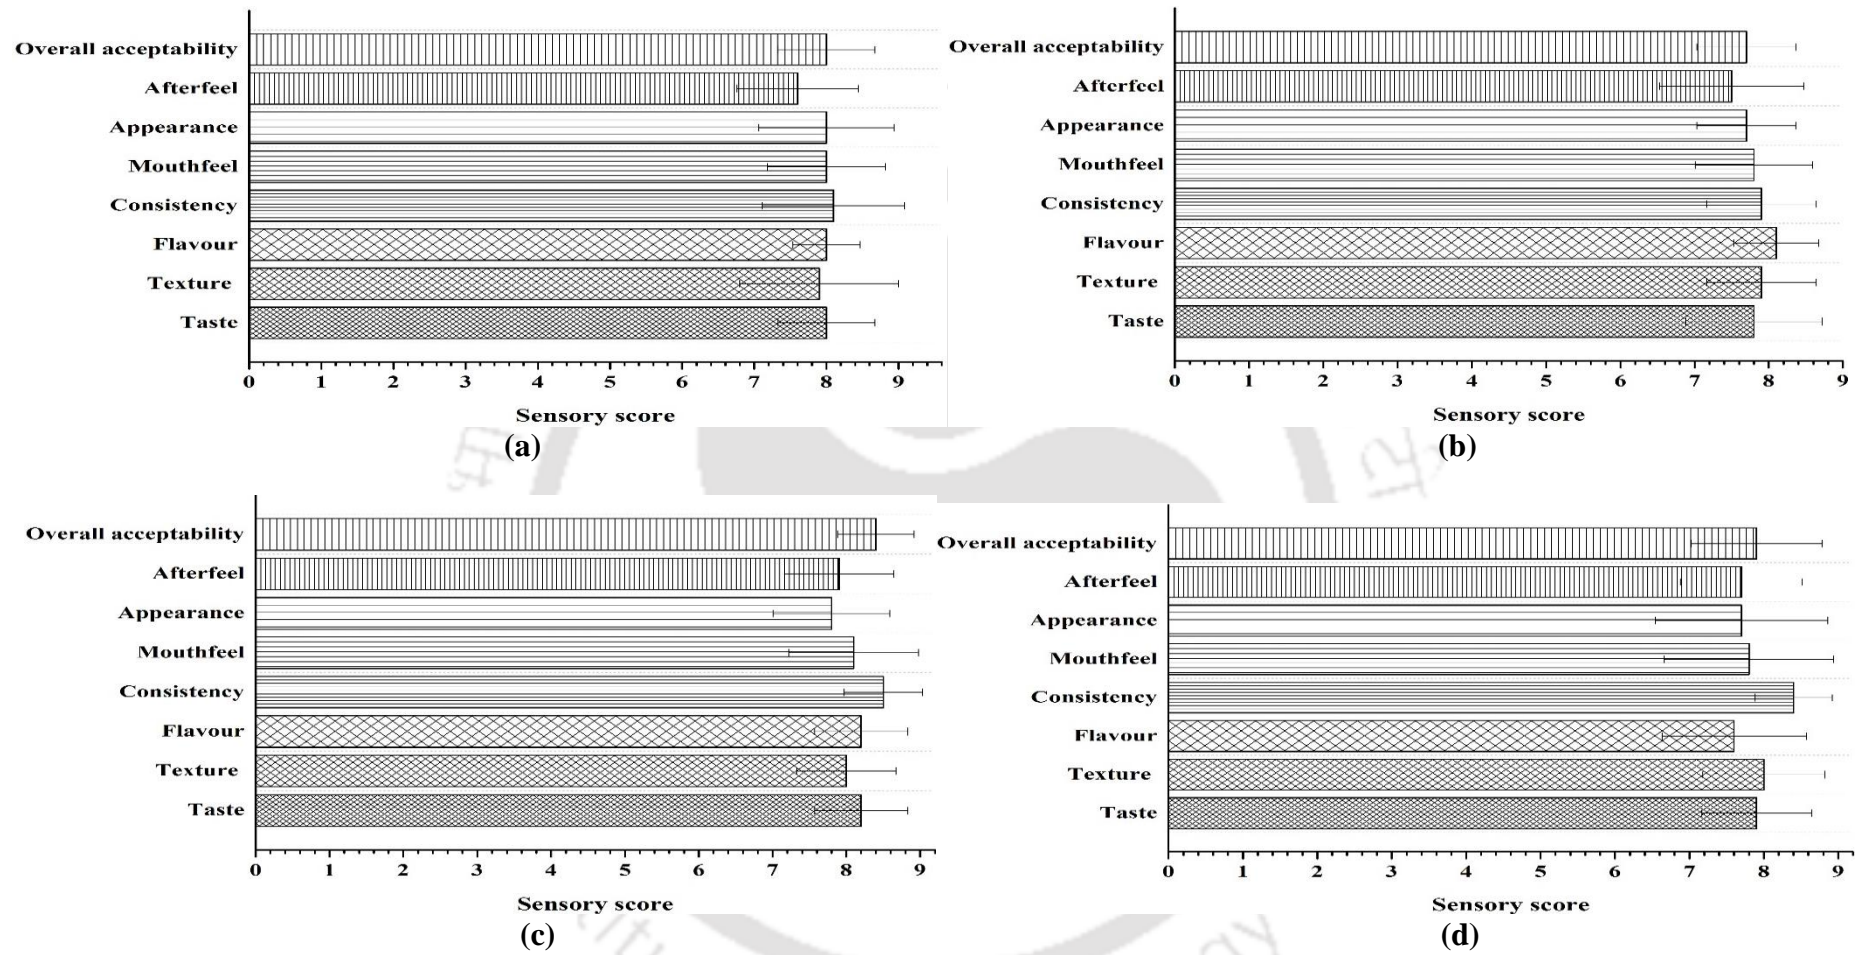 Overall acceptability
Afterfeel
Appearance
Mouthfeel
Consistency
Flavour
Texture
Taste
0 1 2 3 4 5 6 7 8 9
Sensory score
(a)
Overall acceptability
Afterfeel
Appearance
Mouthfeel
Consistency
Flavour
Texture
Taste
0 1 2 3 4 5 6 7 8 9
Sensory score
(b)
Overall acceptability
Afterfeel
Appearance
Mouthfeel
Consistency
Flavour
Texture
Taste
0 1 2 3 4 5 6 7 8 9
Sensory score
(c)
Overall acceptability
Afterfeel
Appearance
Mouthfeel
Consistency
Flavour
Texture
Taste
0 1 2 3 4 5 6 7 8 9
Sensory score
(d)